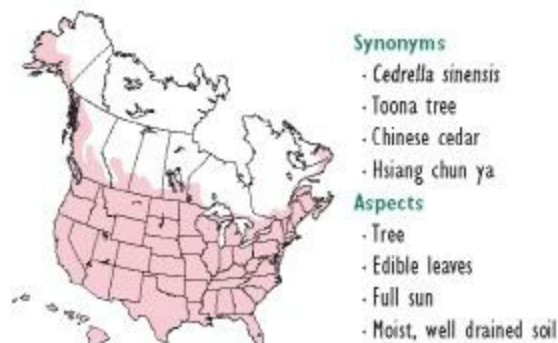 Synonyms
- Cedrella sinensis
- Toona tree
- Chinese cedar
- Hsiang chun ya
Aspects
- Tree
- Edible leaves
- Full sun
- Moist, well drained soil